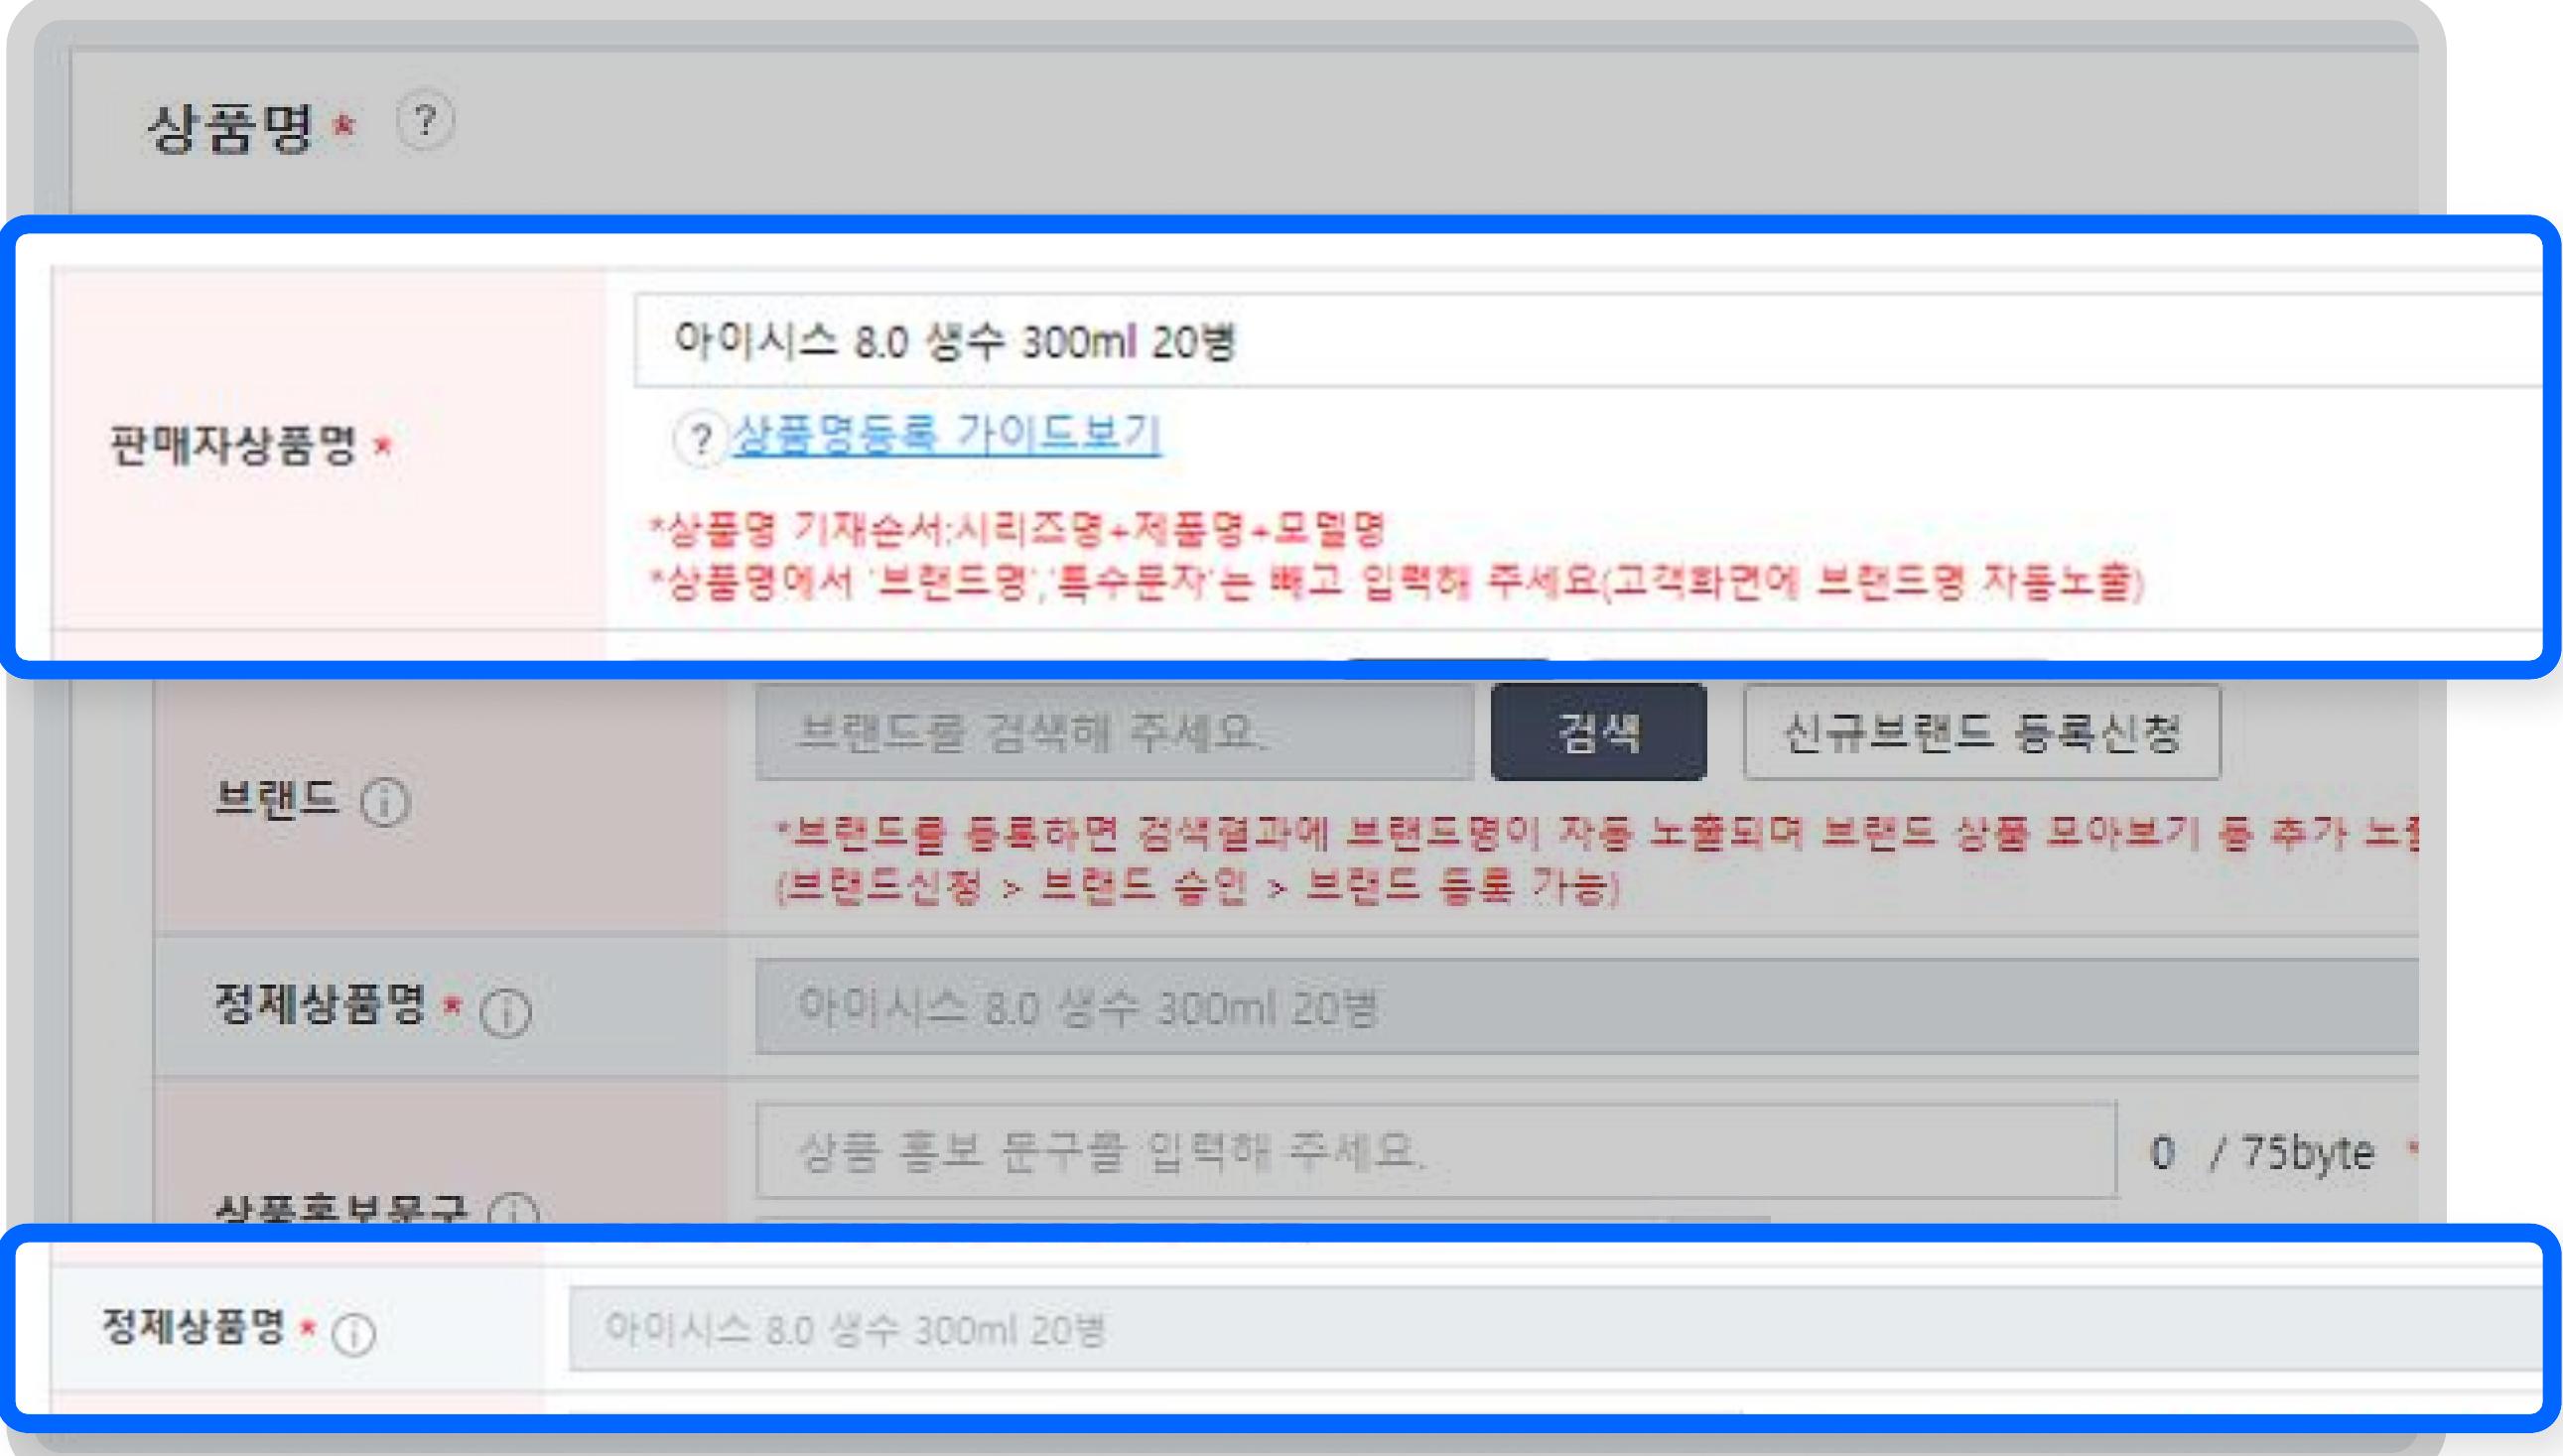 상품명 * ?
아이시스 8.0 생수 300ml 20병
판매자상품명 *
? 상품명등록 가이드보기
*상품명 기재순서:시리즈명+제품명+모델명
*상품명에서 '브랜드명','특수문자'는 빼고 입력해 주세요(고객화면에 브랜드명 자동노출)
브랜드를 검색해 주세요. 검색 신규브랜드 등록신청
브랜드
*브랜드를 등록하면 검색결과에 브랜드명이 자동 노출되며 브랜드 상품 모아보기 등 추가
(브랜드신청 > 브랜드 승인 > 브랜드 등록 가능)
정제상품명 * 아이시스 8.0 생수 300ml 20병
상품 홍보 문구를 입력해 주세요. 0 / 75byte *
상품홍보문구
정제상품명 * 아이시스 8.0 생수 300ml 20병